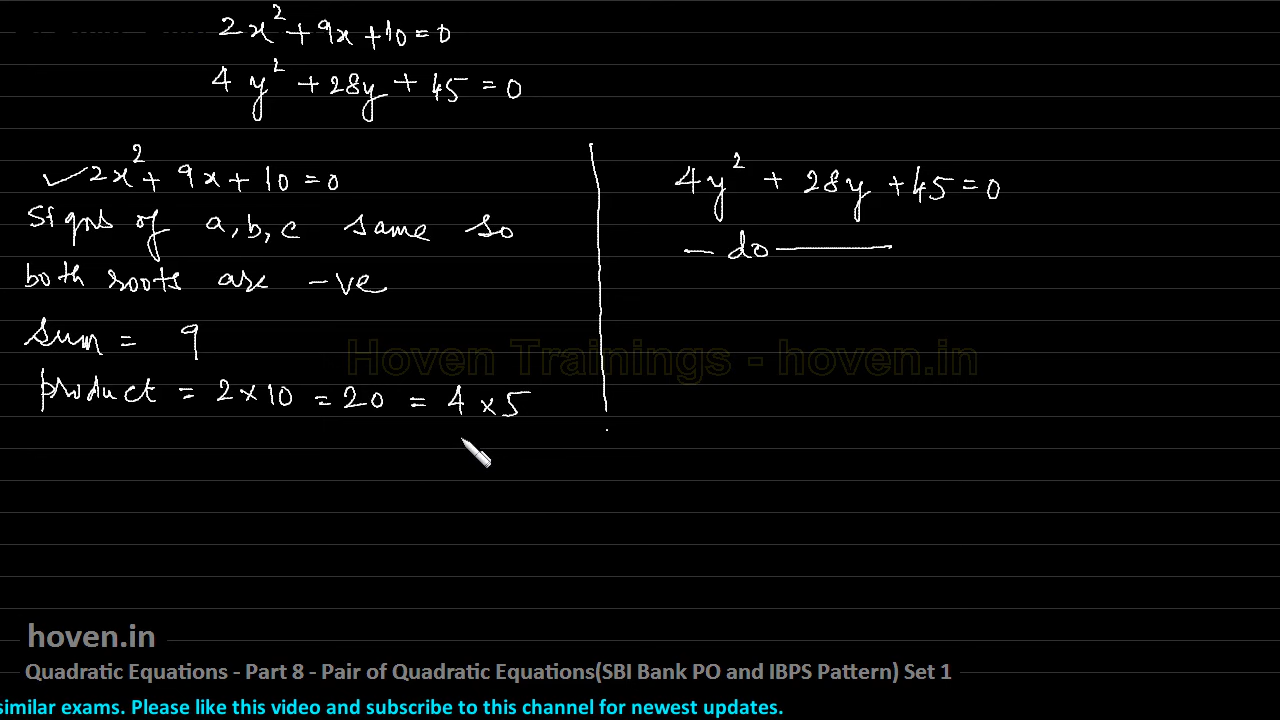 2x² + 9x + 10 = 0
4y² + 28y + 45 = 0
✓2x² + 9x + 10 = 0
Signs of a, b, c same so
both roots are -ve
Sum = 9
product = 2 × 10 = 20 = 4 × 5
4y² + 28y + 45 = 0
— do ———
Hoven Trainings - hoven.in
hoven.in
Quadratic Equations - Part 8 - Pair of Quadratic Equations(SBI Bank PO and IBPS Pattern) Set 1
similar exams. Please like this video and subscribe to this channel for newest updates.